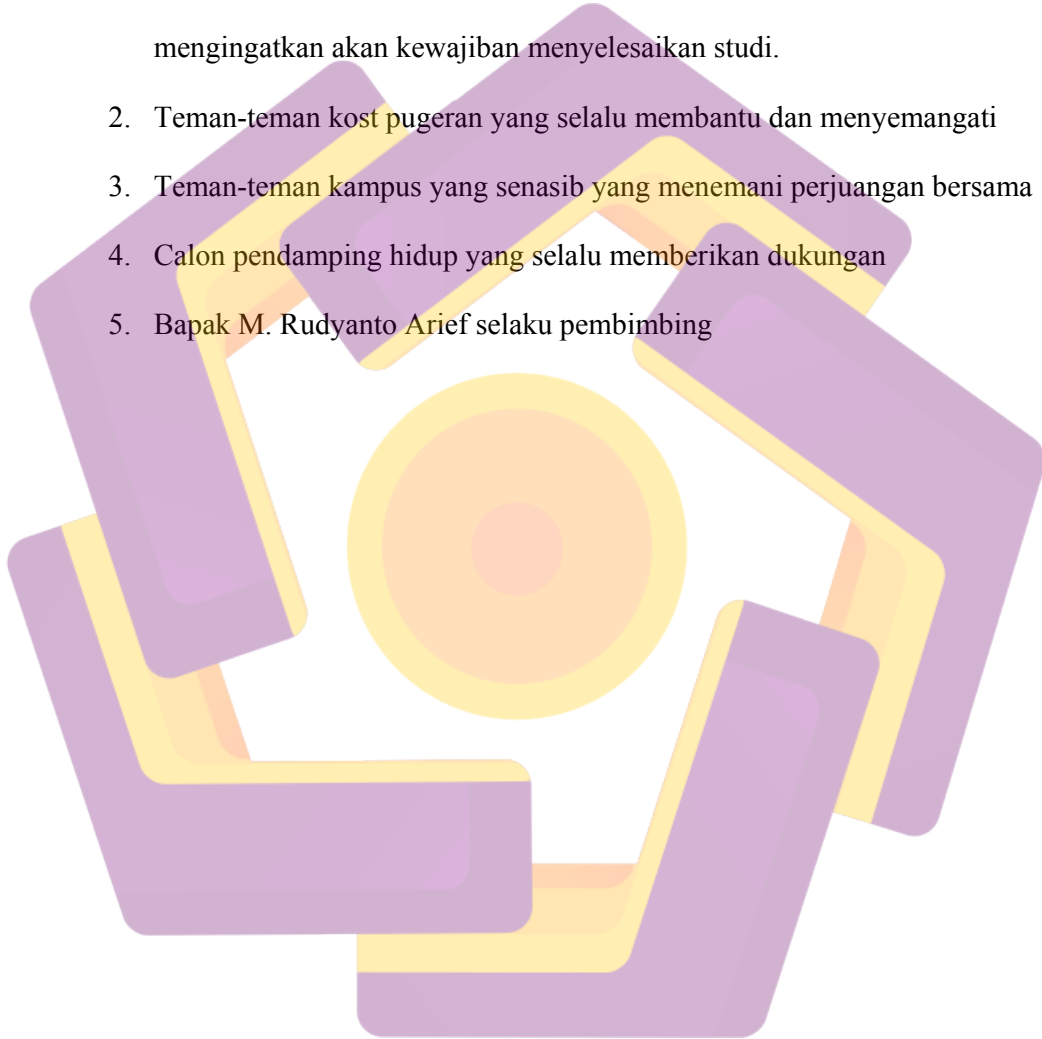 mengingatkan akan kewajiban menyelesaikan studi.
2. Teman-teman kost pugeran yang selalu membantu dan menyemangati
3. Teman-teman kampus yang senasib yang menemani perjuangan bersama
4. Calon pendamping hidup yang selalu memberikan dukungan
5. Bapak M. Rudyanto Arief selaku pembimbing